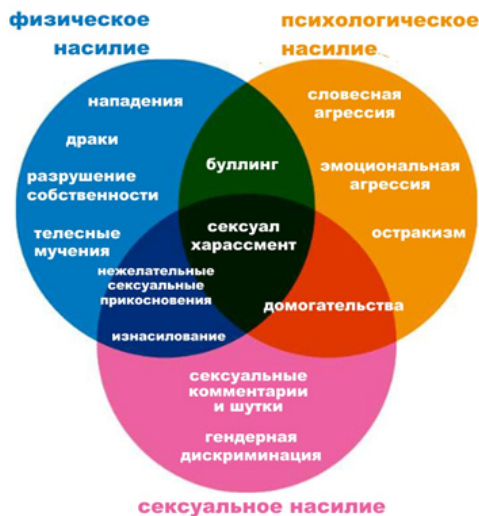 физическое
насилие
психологическое
насилие
нападения
драки
разрушение
собственности
телесные
мучения
буллинг
словесная
агрессия
эмоциональная
агрессия
остракизм
сексуал
харассмент
нежелательные
сексуальные
прикосновения
изнасилование
домогательства
сексуальные
комментарии
и шутки
гендерная
дискриминация
сексуальное насилие